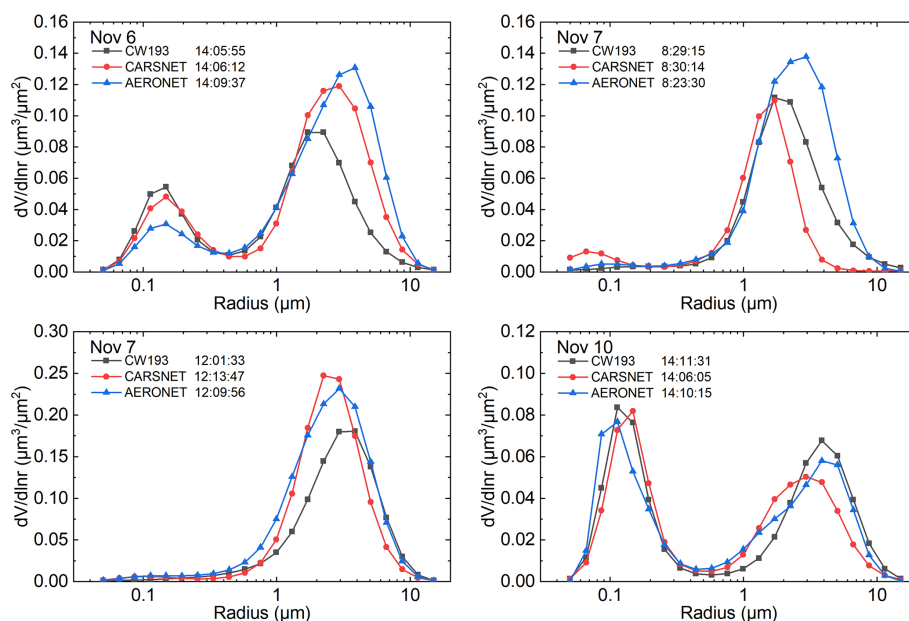 Nov 6
CW193 14:05:55
CARSNET 14:06:12
AERONET 14:09:37
dV/dlnr (μm³/μm²)
0.16
0.14
0.12
0.10
0.08
0.06
0.04
0.02
0.00
0.1 1 10
Radius (μm)
Nov 7
CW193 8:29:15
CARSNET 8:30:14
AERONET 8:23:30
dV/dlnr (μm³/μm²)
0.16
0.14
0.12
0.10
0.08
0.06
0.04
0.02
0.00
0.1 1 10
Radius (μm)
Nov 7
CW193 12:01:33
CARSNET 12:13:47
AERONET 12:09:56
dV/dlnr (μm³/μm²)
0.30
0.25
0.20
0.15
0.10
0.05
0.00
0.1 1 10
Radius (μm)
Nov 10
CW193 14:11:31
CARSNET 14:06:05
AERONET 14:10:15
dV/dlnr (μm³/μm²)
0.12
0.10
0.08
0.06
0.04
0.02
0.00
0.1 1 10
Radius (μm)